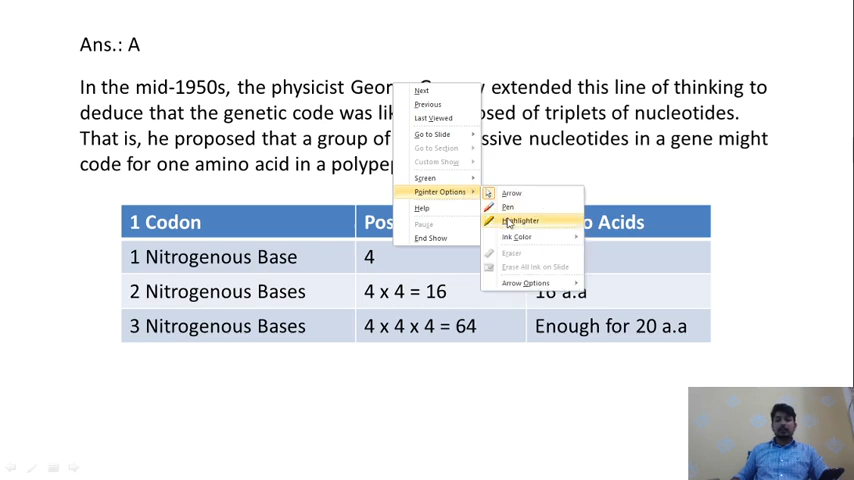 Ans.: A
In the mid-1950s, the physicist Geor y extended this line of thinking to
deduce that the genetic code was osed of triplets of nucleotides.
That is, he proposed that a group of ssive nucleotides in a gene might
code for one amino acid in a
Next
Previous
Last Viewed
Go to Slide
Go to Section
Custom Show
Screen
Pointer Options
Help
Pause
End Show
Arrow
Pen
Highlighter
Ink Color
Eraser
Erase All Ink on Slide
Arrow Options
1 Codon Acids
1 Nitrogenous Base 4
2 Nitrogenous Bases 4 x 4 = 16 16 a.a
3 Nitrogenous Bases 4 x 4 x 4 = 64 Enough for 20 a.a